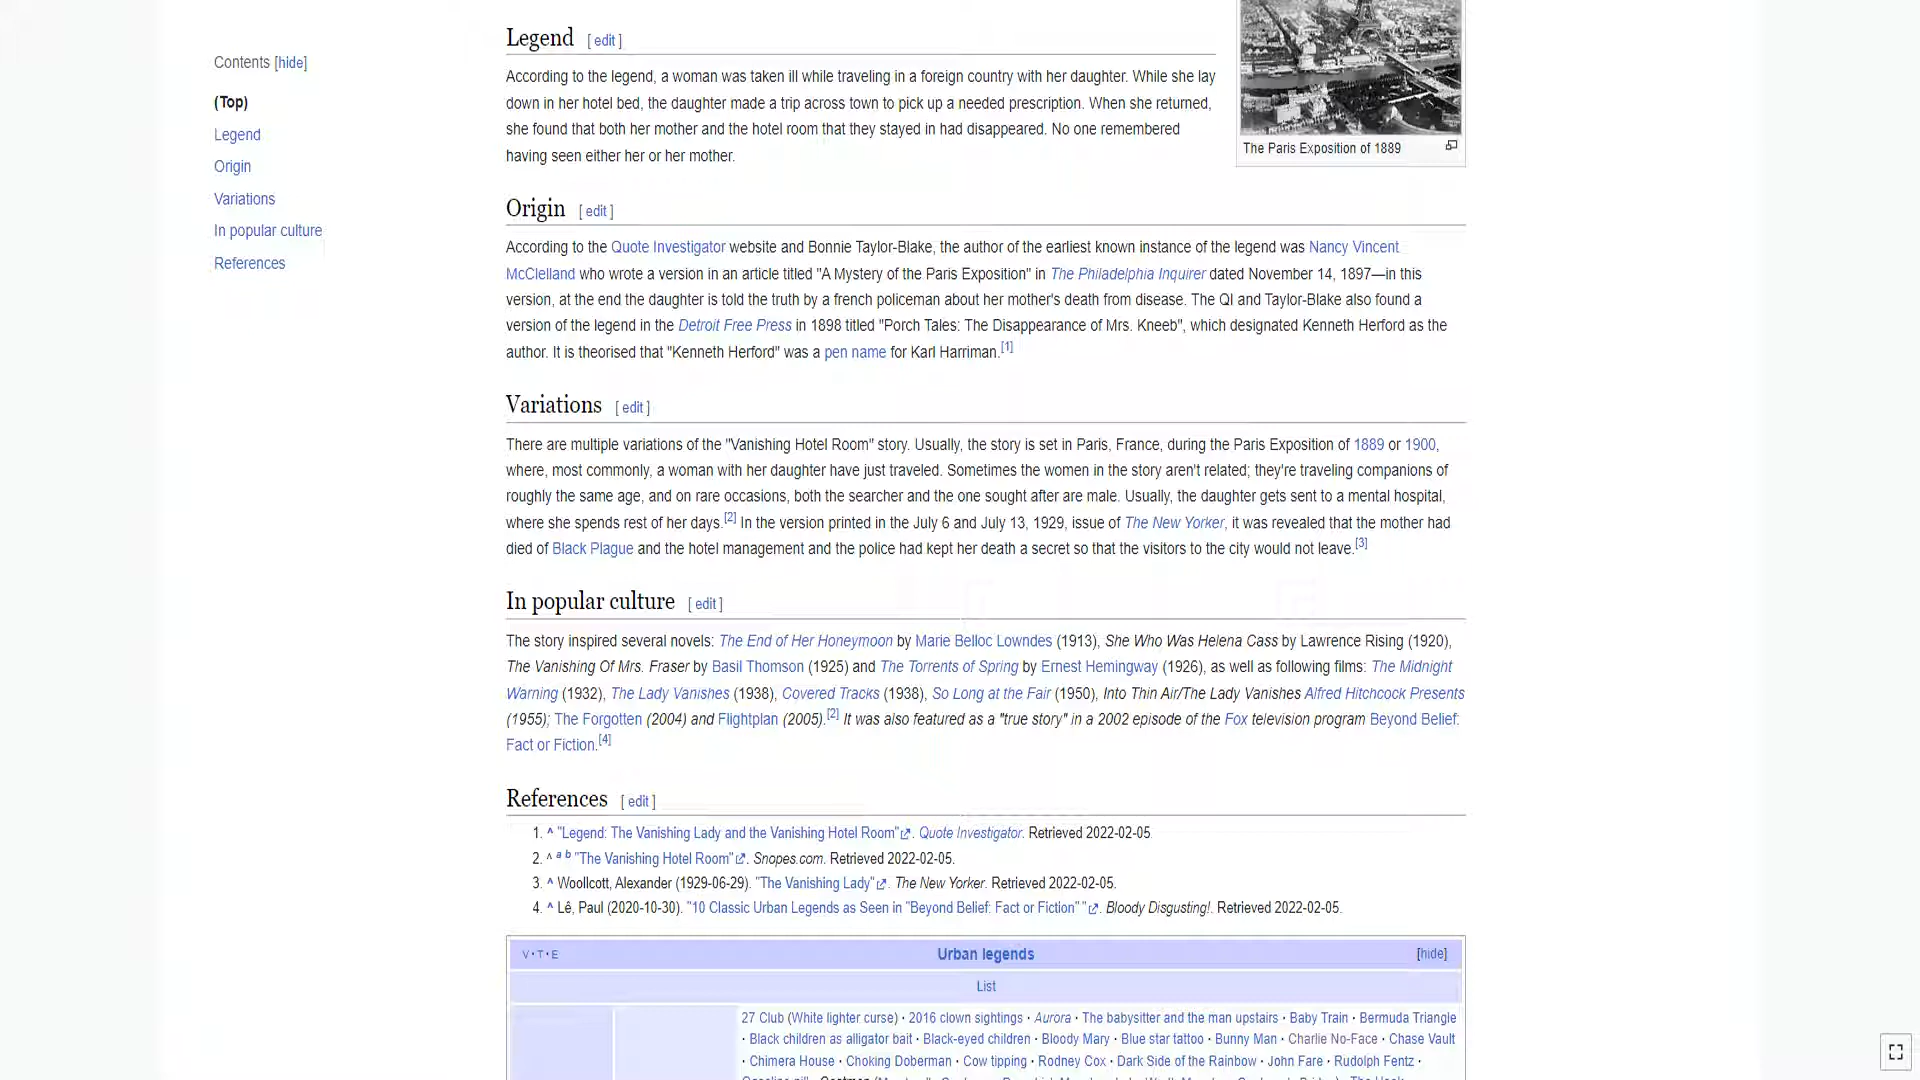 Contents [hide]
(Top)
Legend
Origin
Variations
In popular culture
References
Legend [ edit ]
According to the legend, a woman was taken ill while traveling in a foreign country with her daughter. While she lay
down in her hotel bed, the daughter made a trip across town to pick up a needed prescription. When she returned,
she found that both her mother and the hotel room that they stayed in had disappeared. No one remembered
having seen either her or her mother.
The Paris Exposition of 1889
Origin [ edit ]
According to the Quote Investigator website and Bonnie Taylor-Blake, the author of the earliest known instance of the legend was Nancy Vincent
McClelland who wrote a version in an article titled "A Mystery of the Paris Exposition" in The Philadelphia Inquirer dated November 14, 1897—in this
version, at the end the daughter is told the truth by a french policeman about her mother's death from disease. The QI and Taylor-Blake also found a
version of the legend in the Detroit Free Press in 1898 titled "Porch Tales: The Disappearance of Mrs. Kneeb", which designated Kenneth Herford as the
author. It is theorised that "Kenneth Herford" was a pen name for Karl Harriman.[1]
Variations [ edit ]
There are multiple variations of the "Vanishing Hotel Room" story. Usually, the story is set in Paris, France, during the Paris Exposition of 1889 or 1900,
where, most commonly, a woman with her daughter have just traveled. Sometimes the women in the story aren't related; they're traveling companions of
roughly the same age, and on rare occasions, both the searcher and the one sought after are male. Usually, the daughter gets sent to a mental hospital,
where she spends rest of her days.[2] In the version printed in the July 6 and July 13, 1929, issue of The New Yorker, it was revealed that the mother had
died of Black Plague and the hotel management and the police had kept her death a secret so that the visitors to the city would not leave.[3]
In popular culture [ edit ]
The story inspired several novels: The End of Her Honeymoon by Marie Belloc Lowndes (1913), She Who Was Helena Cass by Lawrence Rising (1920),
The Vanishing Of Mrs. Fraser by Basil Thomson (1925) and The Torrents of Spring by Ernest Hemingway (1926), as well as following films: The Midnight
Warning (1932), The Lady Vanishes (1938), Covered Tracks (1938), So Long at the Fair (1950), Into Thin Air/The Lady Vanishes Alfred Hitchcock Presents
(1955); The Forgotten (2004) and Flightplan (2005).[2] It was also featured as a "true story" in a 2002 episode of the Fox television program Beyond Belief:
Fact or Fiction.[4]
References [ edit ]
1. ^ "Legend: The Vanishing Lady and the Vanishing Hotel Room". Quote Investigator. Retrieved 2022-02-05.
2. ^ a b "The Vanishing Hotel Room". Snopes.com. Retrieved 2022-02-05.
3. ^ Woollcott, Alexander (1929-06-29). "The Vanishing Lady". The New Yorker. Retrieved 2022-02-05.
4. ^ Lê, Paul (2020-10-30). "10 Classic Urban Legends as Seen in "Beyond Belief: Fact or Fiction" ". Bloody Disgusting!. Retrieved 2022-02-05.
V·T·E Urban legends [hide]
List
27 Club (White lighter curse) · 2016 clown sightings · Aurora · The babysitter and the man upstairs · Baby Train · Bermuda Triangle
· Black children as alligator bait · Black-eyed children · Bloody Mary · Blue star tattoo · Bunny Man · Charlie No-Face · Chase Vault
· Chimera House · Choking Doberman · Cow tipping · Rodney Cox · Dark Side of the Rainbow · John Fare · Rudolph Fentz ·